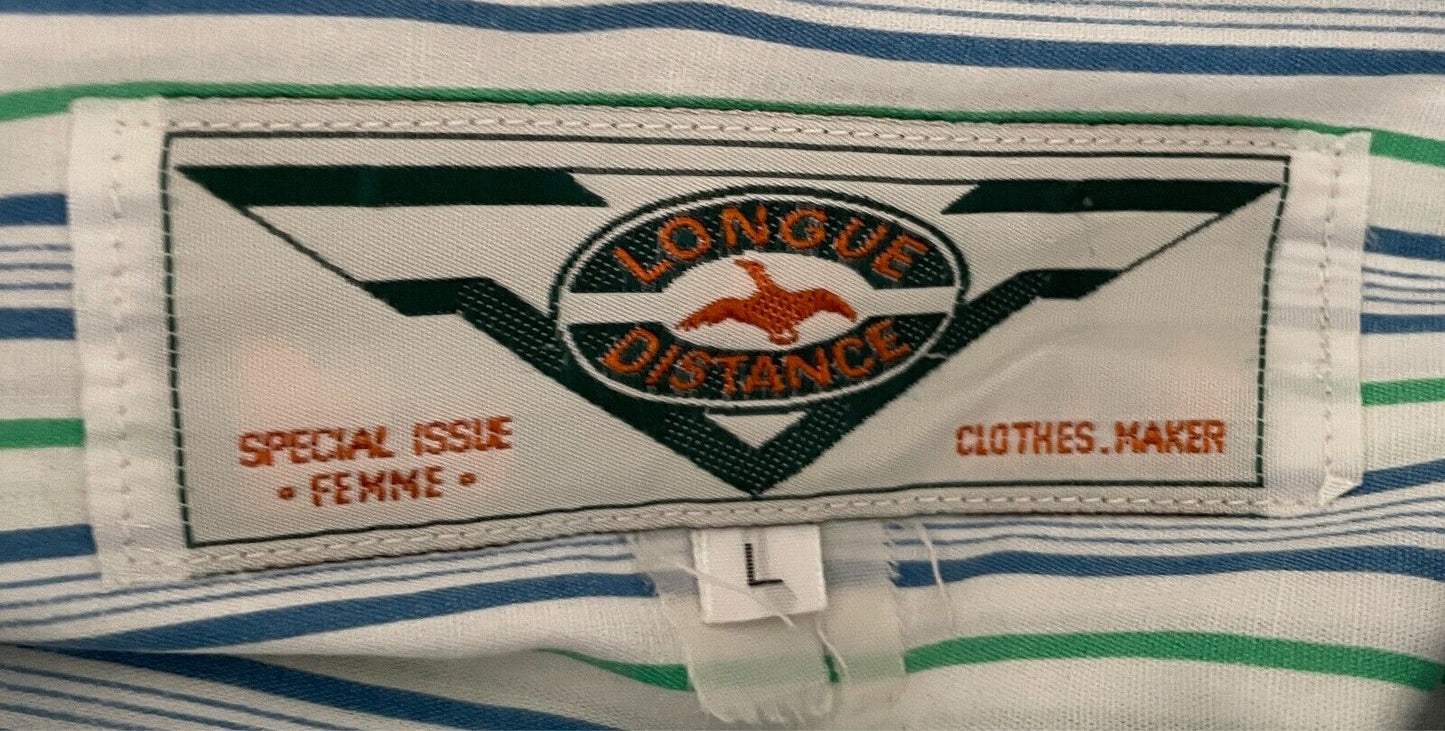 LONGUE
DISTANCE
SPECIAL ISSUE
• FEMME •
CLOTHES.MAKER
L